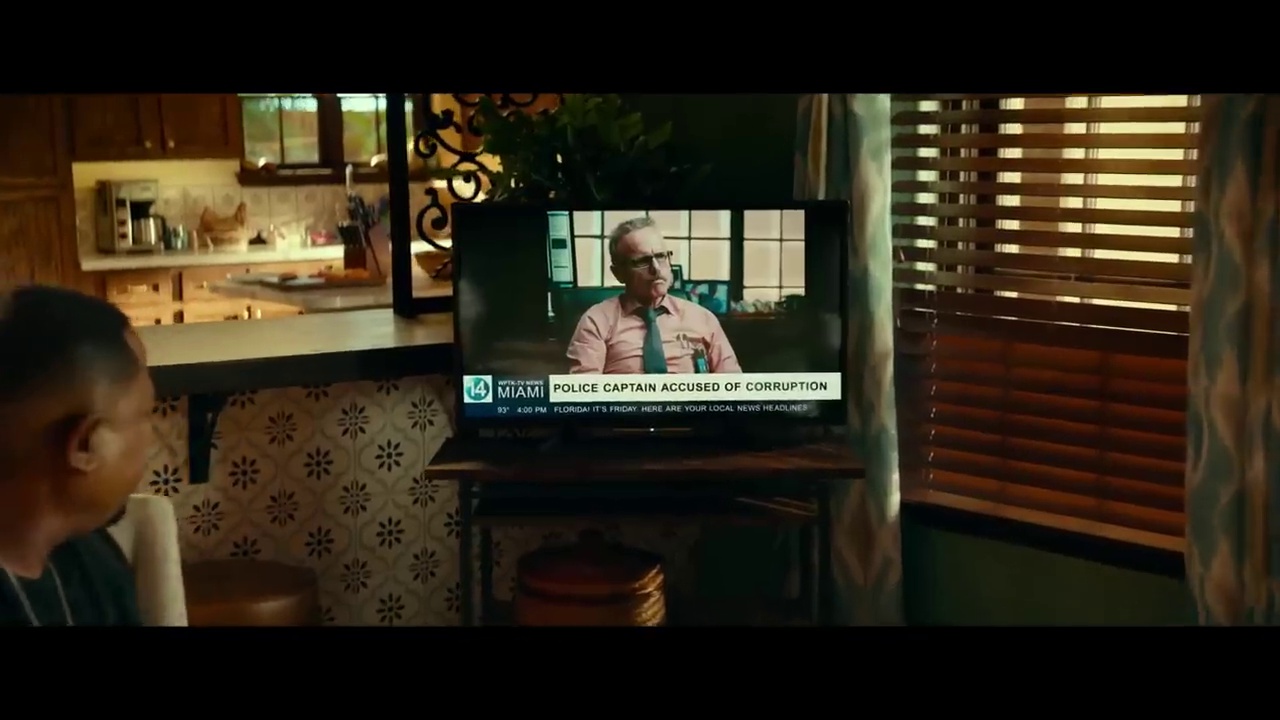 14
WPTK-TV NEWS
MIAMI
POLICE CAPTAIN ACCUSED OF CORRUPTION
93° 4:00 PM FLORIDA! IT'S FRIDAY. HERE ARE YOUR LOCAL NEWS HEADLINES